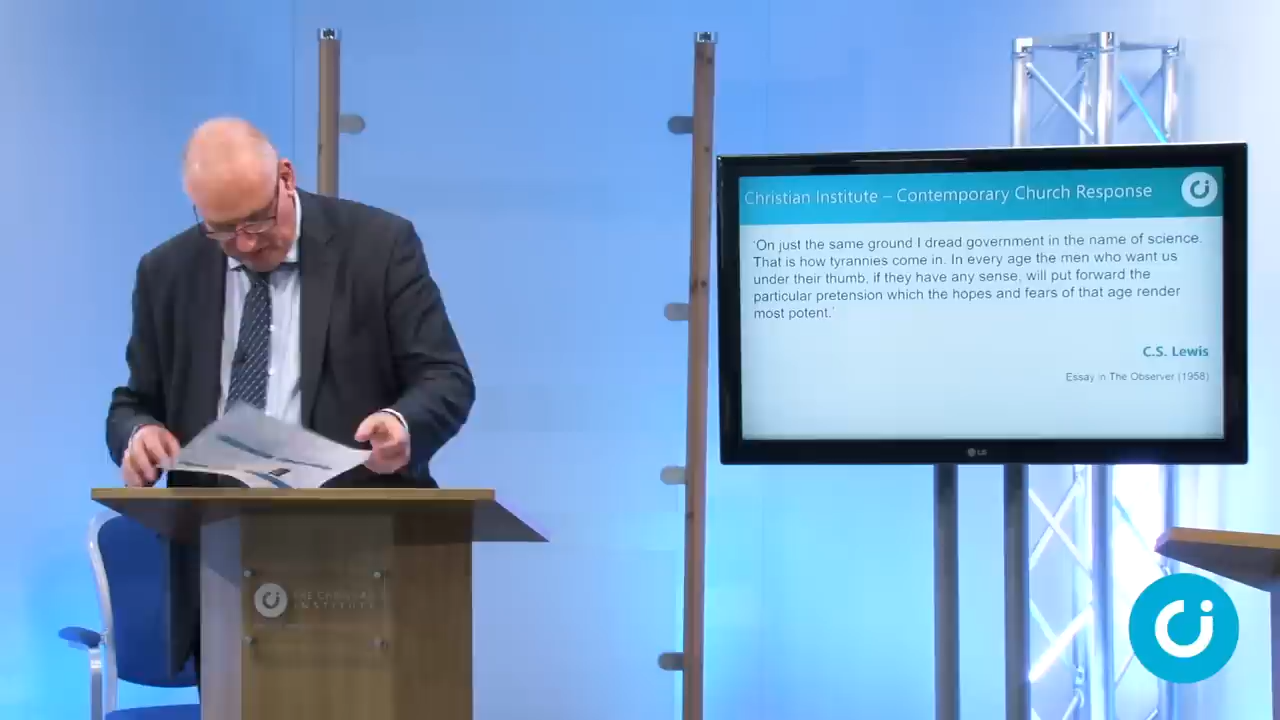 Christian Institute – Contemporary Church Response
'On just the same ground I dread government in the name of science.
That is how tyrannies come in. In every age the men who want us
under their thumb, if they have any sense, will put forward the
particular pretension which the hopes and fears of that age render
most potent.'
C.S. Lewis
Essay in The Observer (1958)
LG
THE CHRISTIAN
INSTITUTE